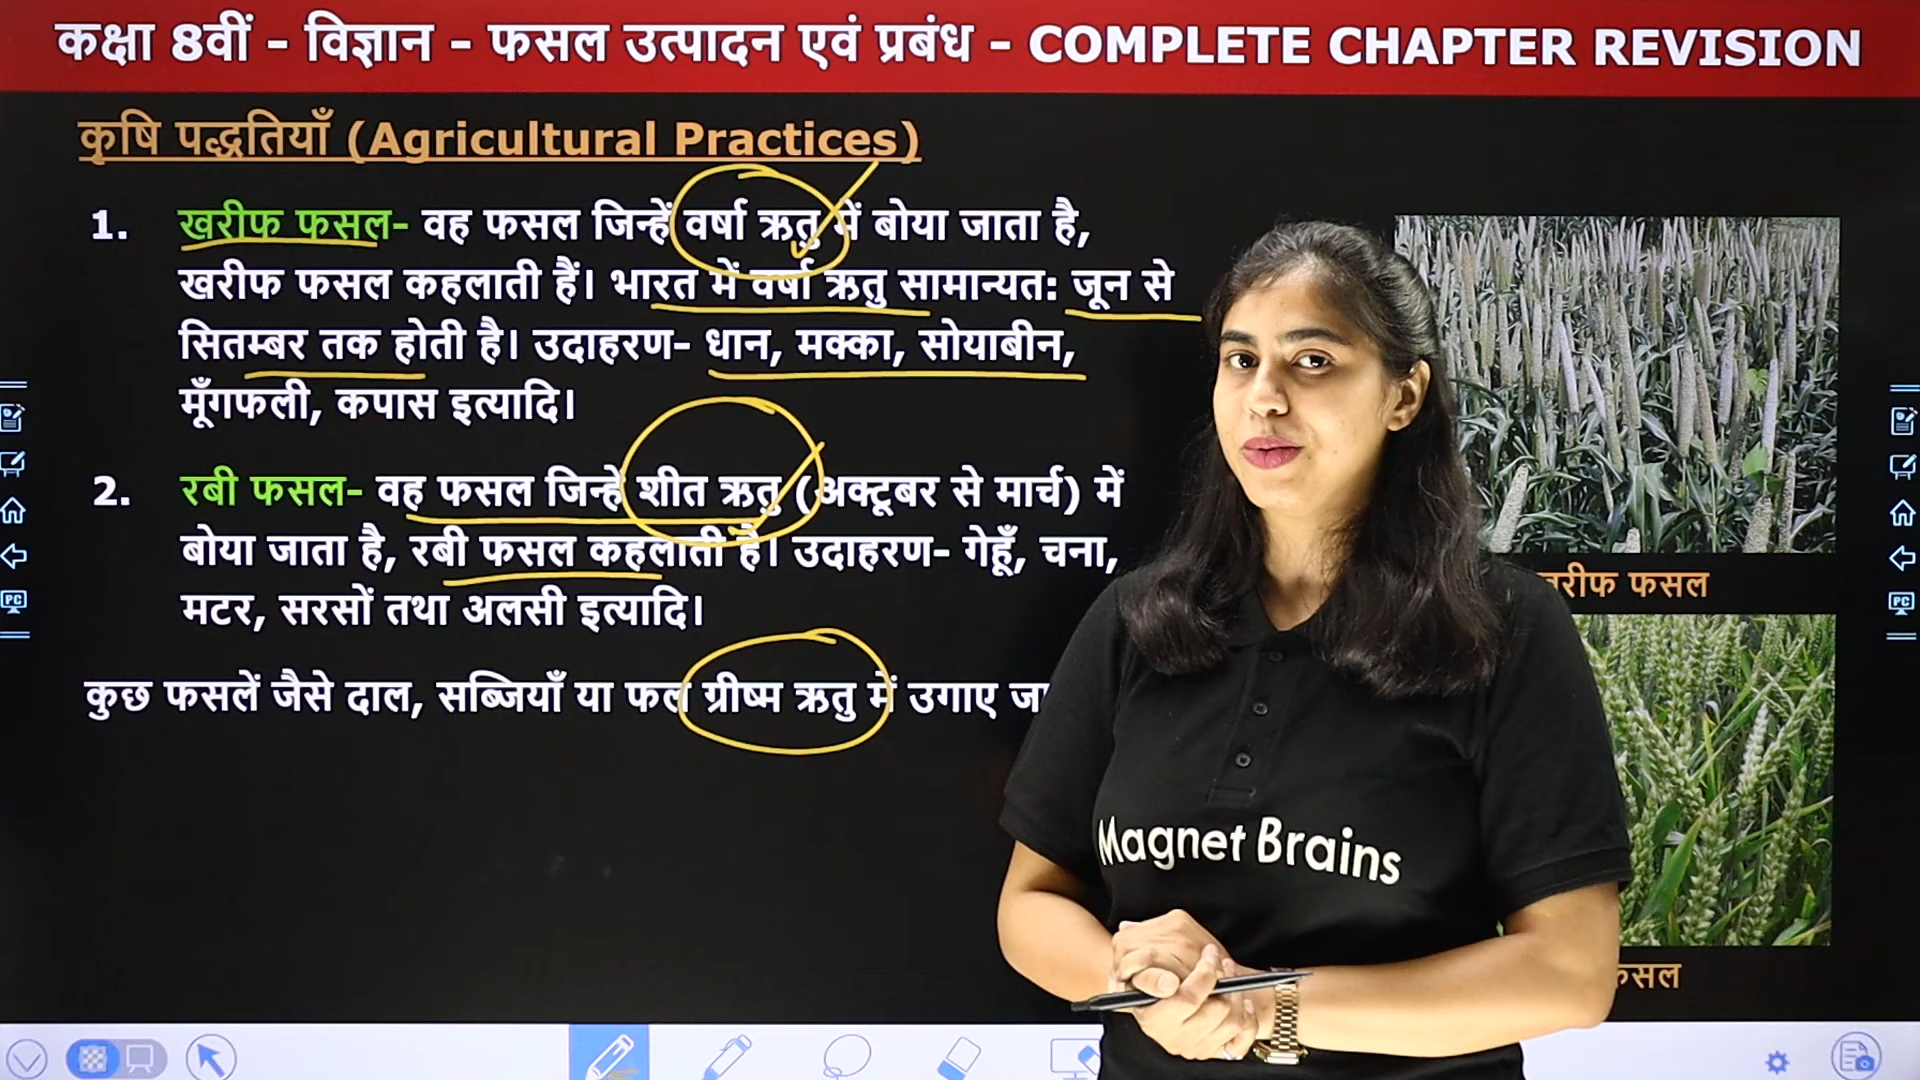 कक्षा 8वीं - विज्ञान - फसल उत्पादन एवं प्रबंध - COMPLETE CHAPTER REVISION
कृषि पद्धतियाँ (Agricultural Practices)
1. खरीफ फसल- वह फसल जिन्हें वर्षा ऋतु में बोया जाता है,
खरीफ फसल कहलाती हैं। भारत में वर्षा ऋतु सामान्यत: जून से
सितम्बर तक होती है। उदाहरण- धान, मक्का, सोयाबीन,
मूँगफली, कपास इत्यादि।
2. रबी फसल- वह फसल जिन्हें शीत ऋतु (अक्टूबर से मार्च) में
बोया जाता है, रबी फसल कहलाती है। उदाहरण- गेहूँ, चना,
मटर, सरसों तथा अलसी इत्यादि।
कुछ फसलें जैसे दाल, सब्जियाँ या फल ग्रीष्म ऋतु में उगाए
फसल
Magnet Brains
PC
PC